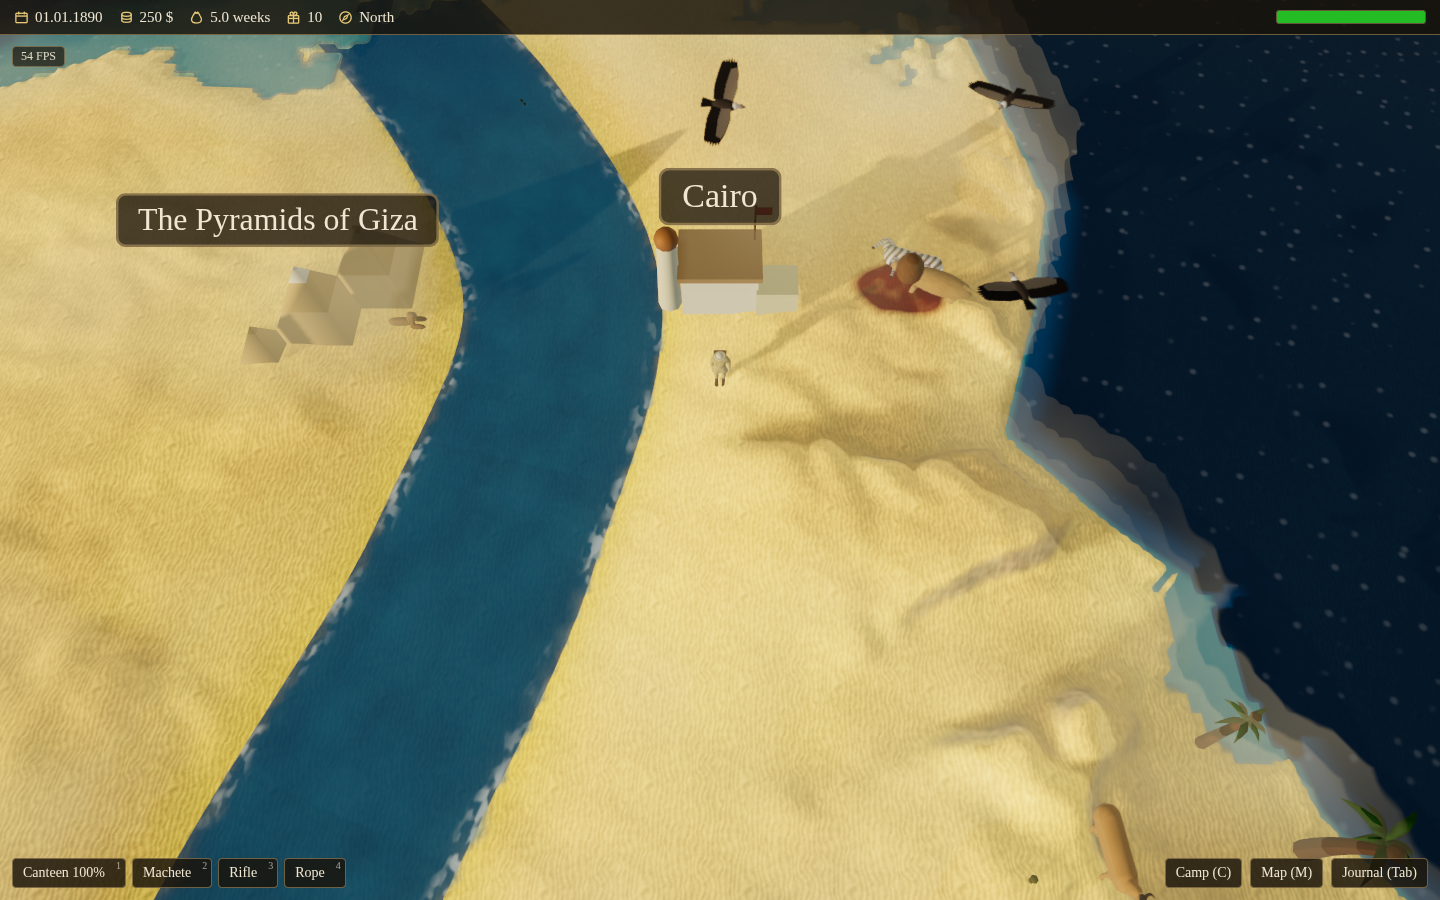 01.01.1890 250 $ 5.0 weeks 10 North
54 FPS
The Pyramids of Giza
Cairo
Canteen 100% 1 Machete 2 Rifle 3 Rope 4
Camp (C) Map (M) Journal (Tab)